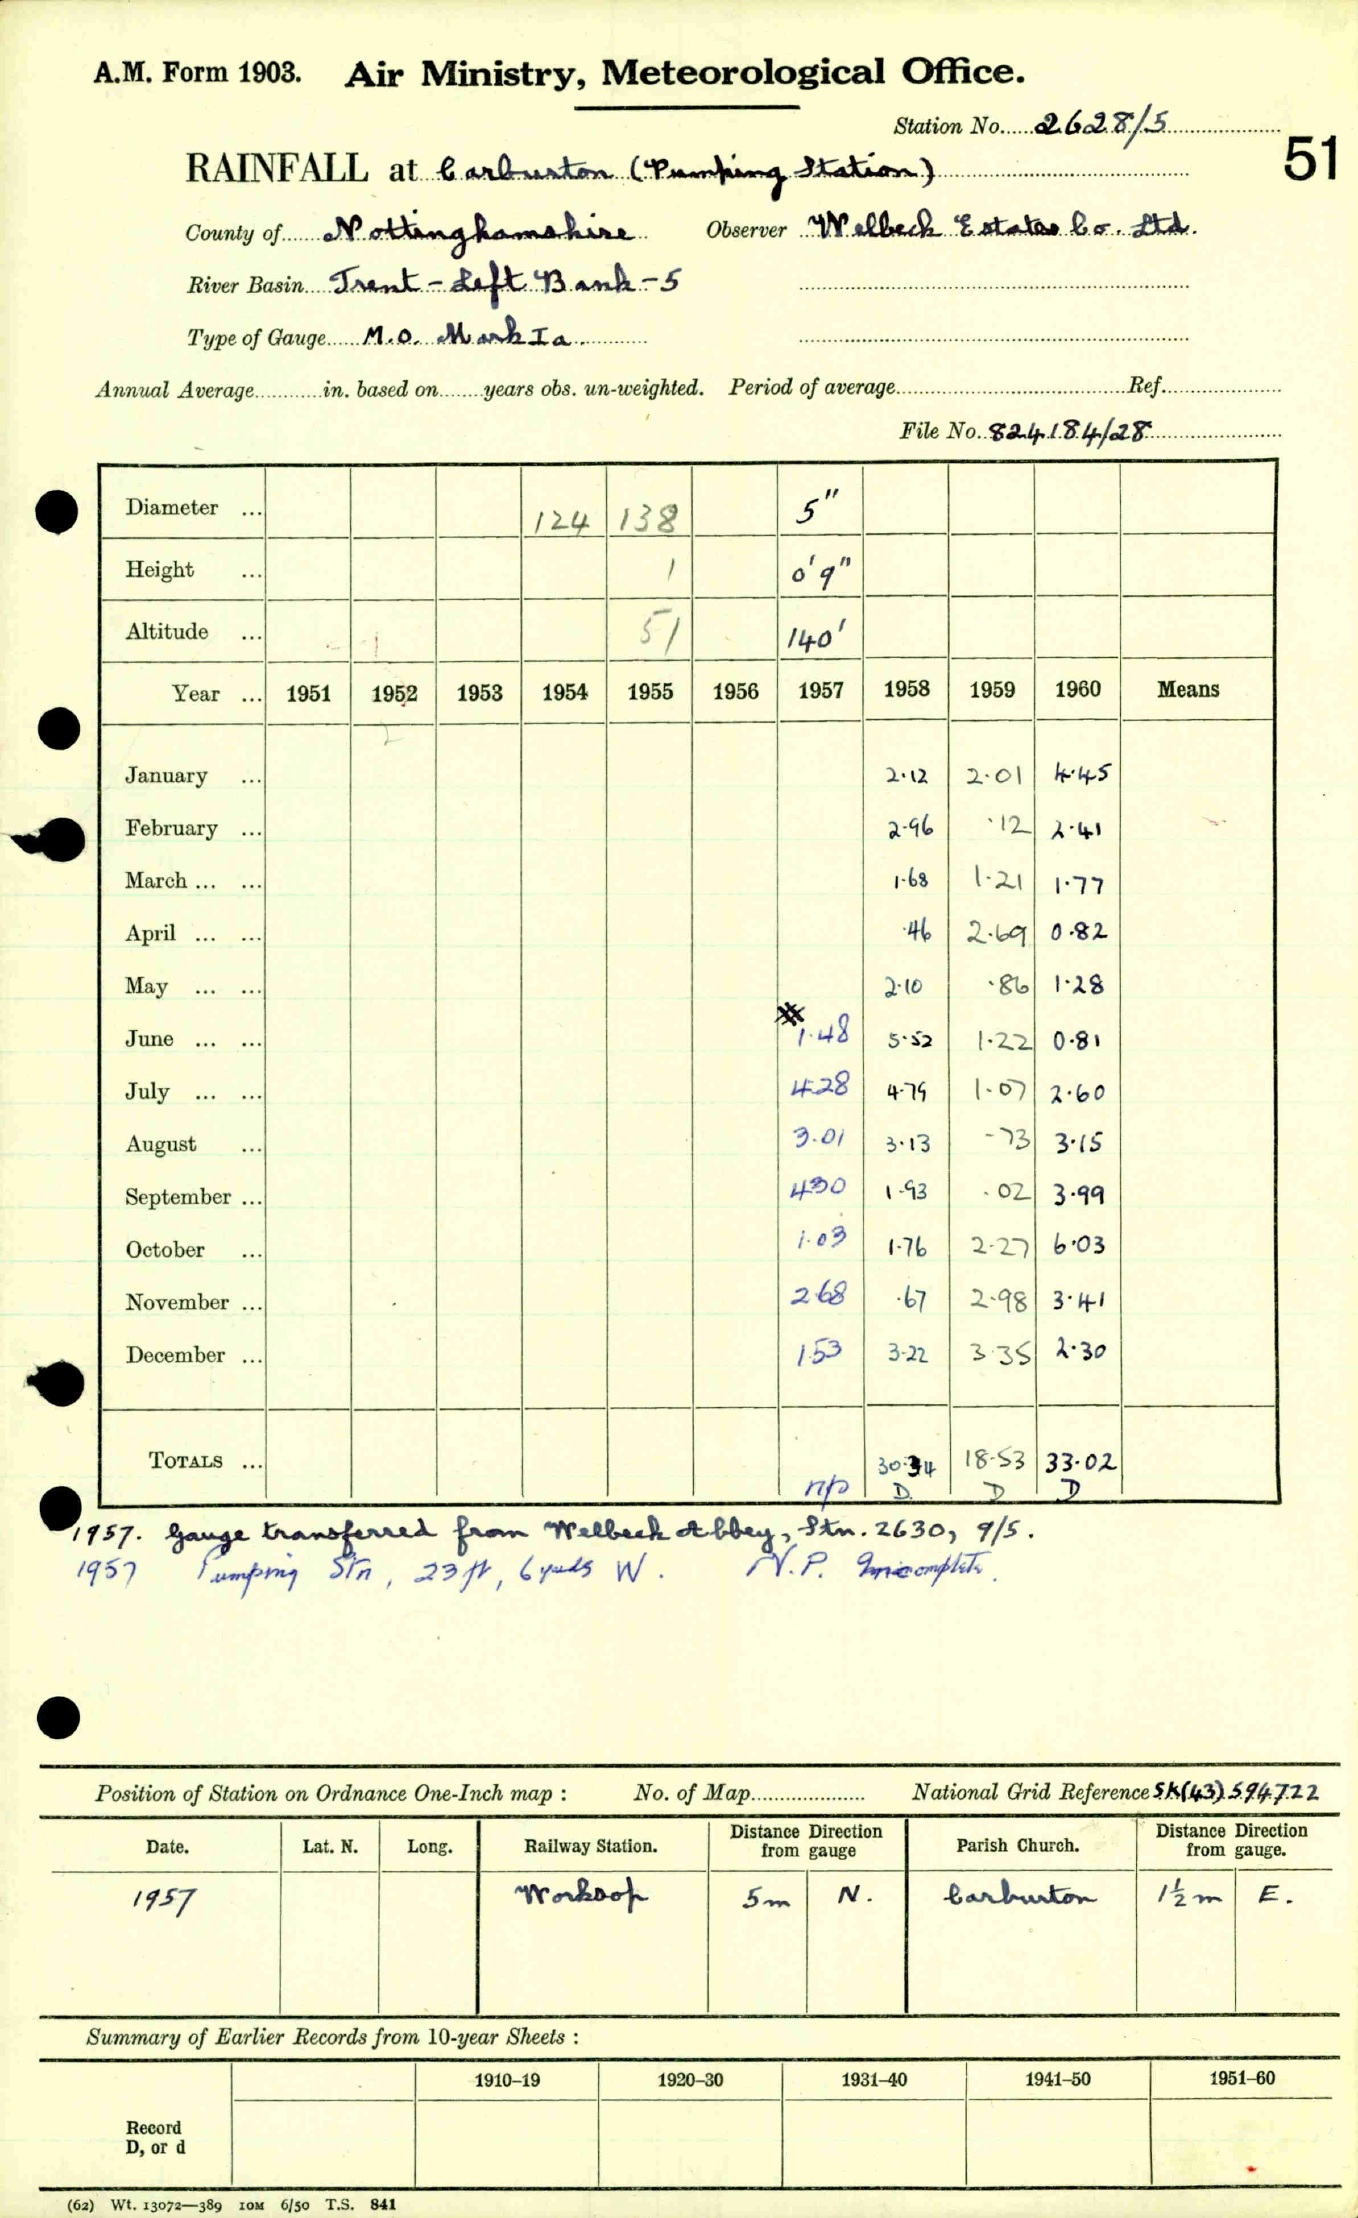 A.M. Form 1903. Air Ministry, Meteorological Office.
Station No. 2628/5
51
RAINFALL at Carburton (Pumping Station)
County of Nottinghamshire Observer Welbeck Estates Co. Ltd.
River Basin Trent - Left Bank - 5
Type of Gauge M.O. Mark Ia.
Annual Average in. based on years obs. un-weighted. Period of average Ref.
File No. 824184/28
Diameter ... 124 138 5"
Height ... 1 0'9"
Altitude ... 51 140'
Year ... 1951 1952 1953 1954 1955 1956 1957 1958 1959 1960 Means
January ... 2.12 2.01 4.45
February ... 2.96 .12 2.41
March ... ... 1.68 1.21 1.77
April ... ... .46 2.69 0.82
May ... ... 2.10 .86 1.28
June ... ... 1.48 5.52 1.22 0.81
July ... ... 4.28 4.79 1.07 2.60
August ... 3.01 3.13 .73 3.15
September ... 4.30 1.93 .02 3.99
October ... 1.03 1.76 2.27 6.03
November ... 2.68 .67 2.98 3.41
December ... 1.53 3.22 3.35 2.30
TOTALS ... 30.34 18.53 33.02
np D D D
1957. Gauge transferred from Welbeck Abbey, Stn. 2630, 9/5.
1957 Pumping Stn, 23 ft, 6 yards W. N.P. Incomplete.
Position of Station on Ordnance One-Inch map : No. of Map National Grid Reference SK(43) 594722
Date. Lat. N. Long. Railway Station. Distance Direction from gauge Parish Church. Distance Direction from gauge.
1957 Worksop 5m N. Carburton 1½m E.
Summary of Earlier Records from 10-year Sheets :
1910–19 1920–30 1931–40 1941–50 1951–60
Record
D, or d
(62) Wt. 13072—389 10M 6/50 T.S. 841